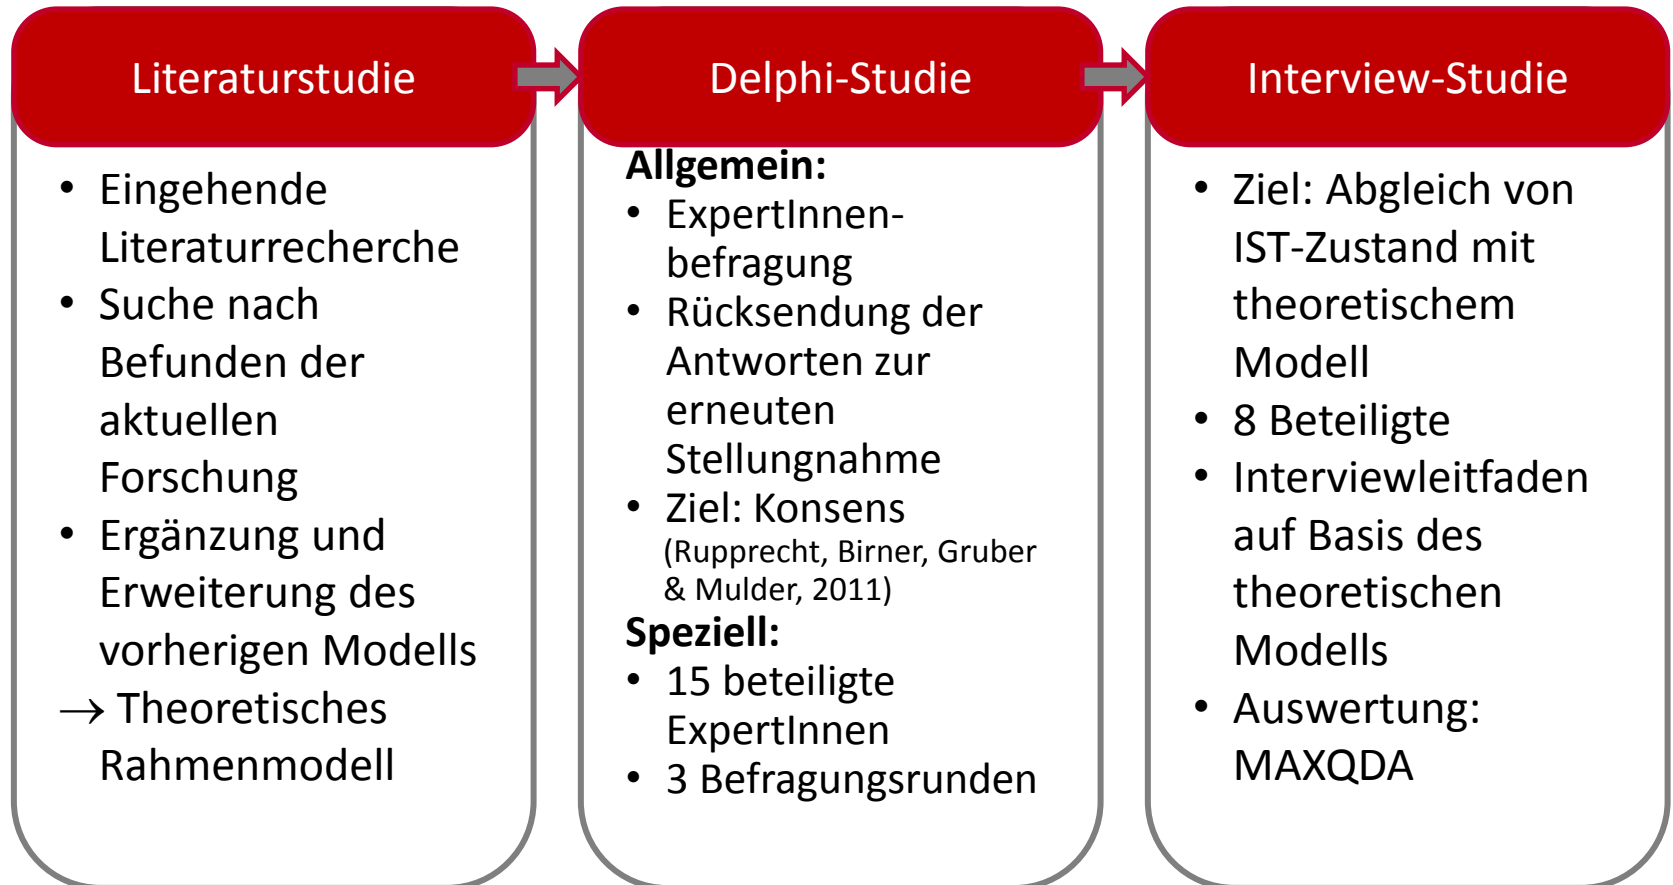 Literaturstudie
• Eingehende
Literaturrecherche
• Suche nach
Befunden der
aktuellen
Forschung
• Ergänzung und
Erweiterung des
vorherigen Modells
→ Theoretisches
Rahmenmodell
Delphi-Studie
Allgemein:
• ExpertInnen-
befragung
• Rücksendung der
Antworten zur
erneuten
Stellungnahme
• Ziel: Konsens
(Rupprecht, Birner, Gruber
& Mulder, 2011)
Speziell:
• 15 beteiligte
ExpertInnen
• 3 Befragungsrunden
Interview-Studie
• Ziel: Abgleich von
IST-Zustand mit
theoretischem
Modell
• 8 Beteiligte
• Interviewleitfaden
auf Basis des
theoretischen
Modells
• Auswertung:
MAXQDA